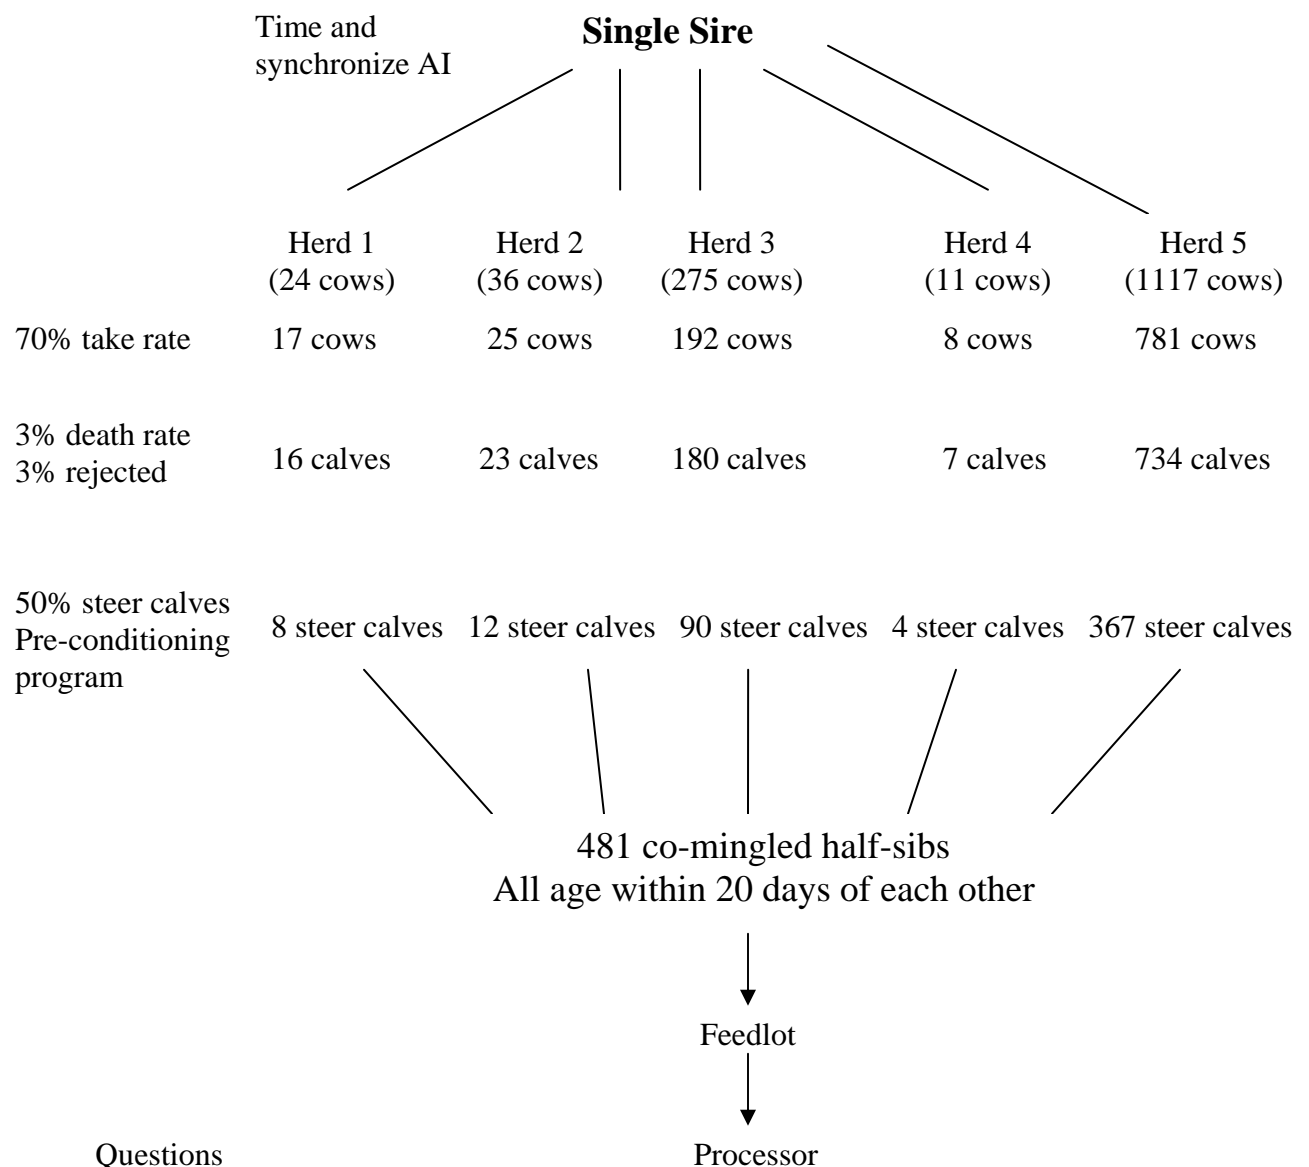 Time and
synchronize AI
Single Sire
Herd 1
(24 cows)
Herd 2
(36 cows)
Herd 3
(275 cows)
Herd 4
(11 cows)
Herd 5
(1117 cows)
70% take rate
17 cows
25 cows
192 cows
8 cows
781 cows
3% death rate
3% rejected
16 calves
23 calves
180 calves
7 calves
734 calves
50% steer calves
Pre-conditioning
program
8 steer calves
12 steer calves
90 steer calves
4 steer calves
367 steer calves
481 co-mingled half-sibs
All age within 20 days of each other
Feedlot
Questions
Processor